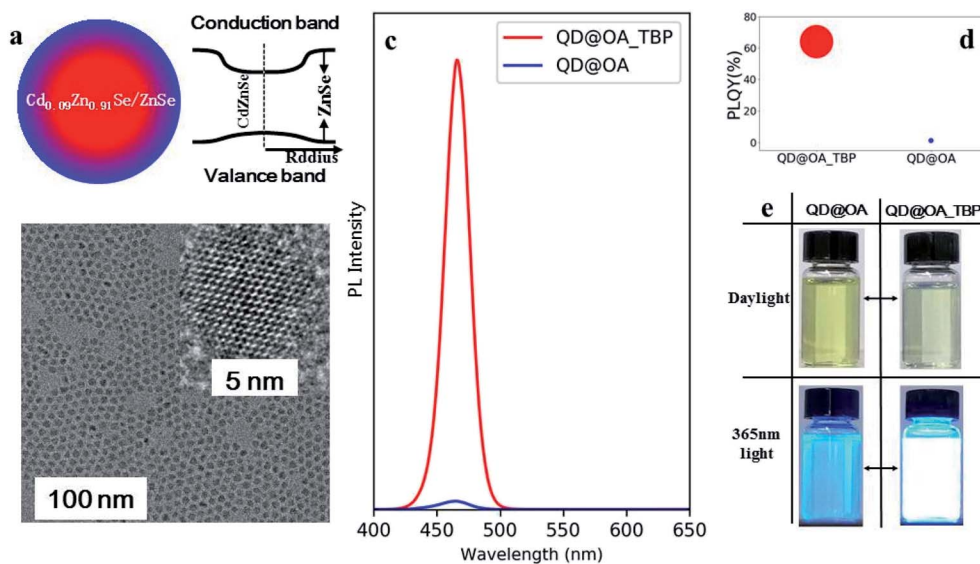 a
Conduction band
Cd0.09Zn0.91Se/ZnSe
CdZnSe
ZnSe
Rddius
Valance band
5 nm
100 nm
c
QD@OA_TBP
QD@OA
PL Intensity
400
450
500
550
600
650
Wavelength (nm)
d
PLQY(%)
80
60
40
20
0
QD@OA_TBP
QD@OA
e
QD@OA
QD@OA_TBP
Daylight
365nm
light